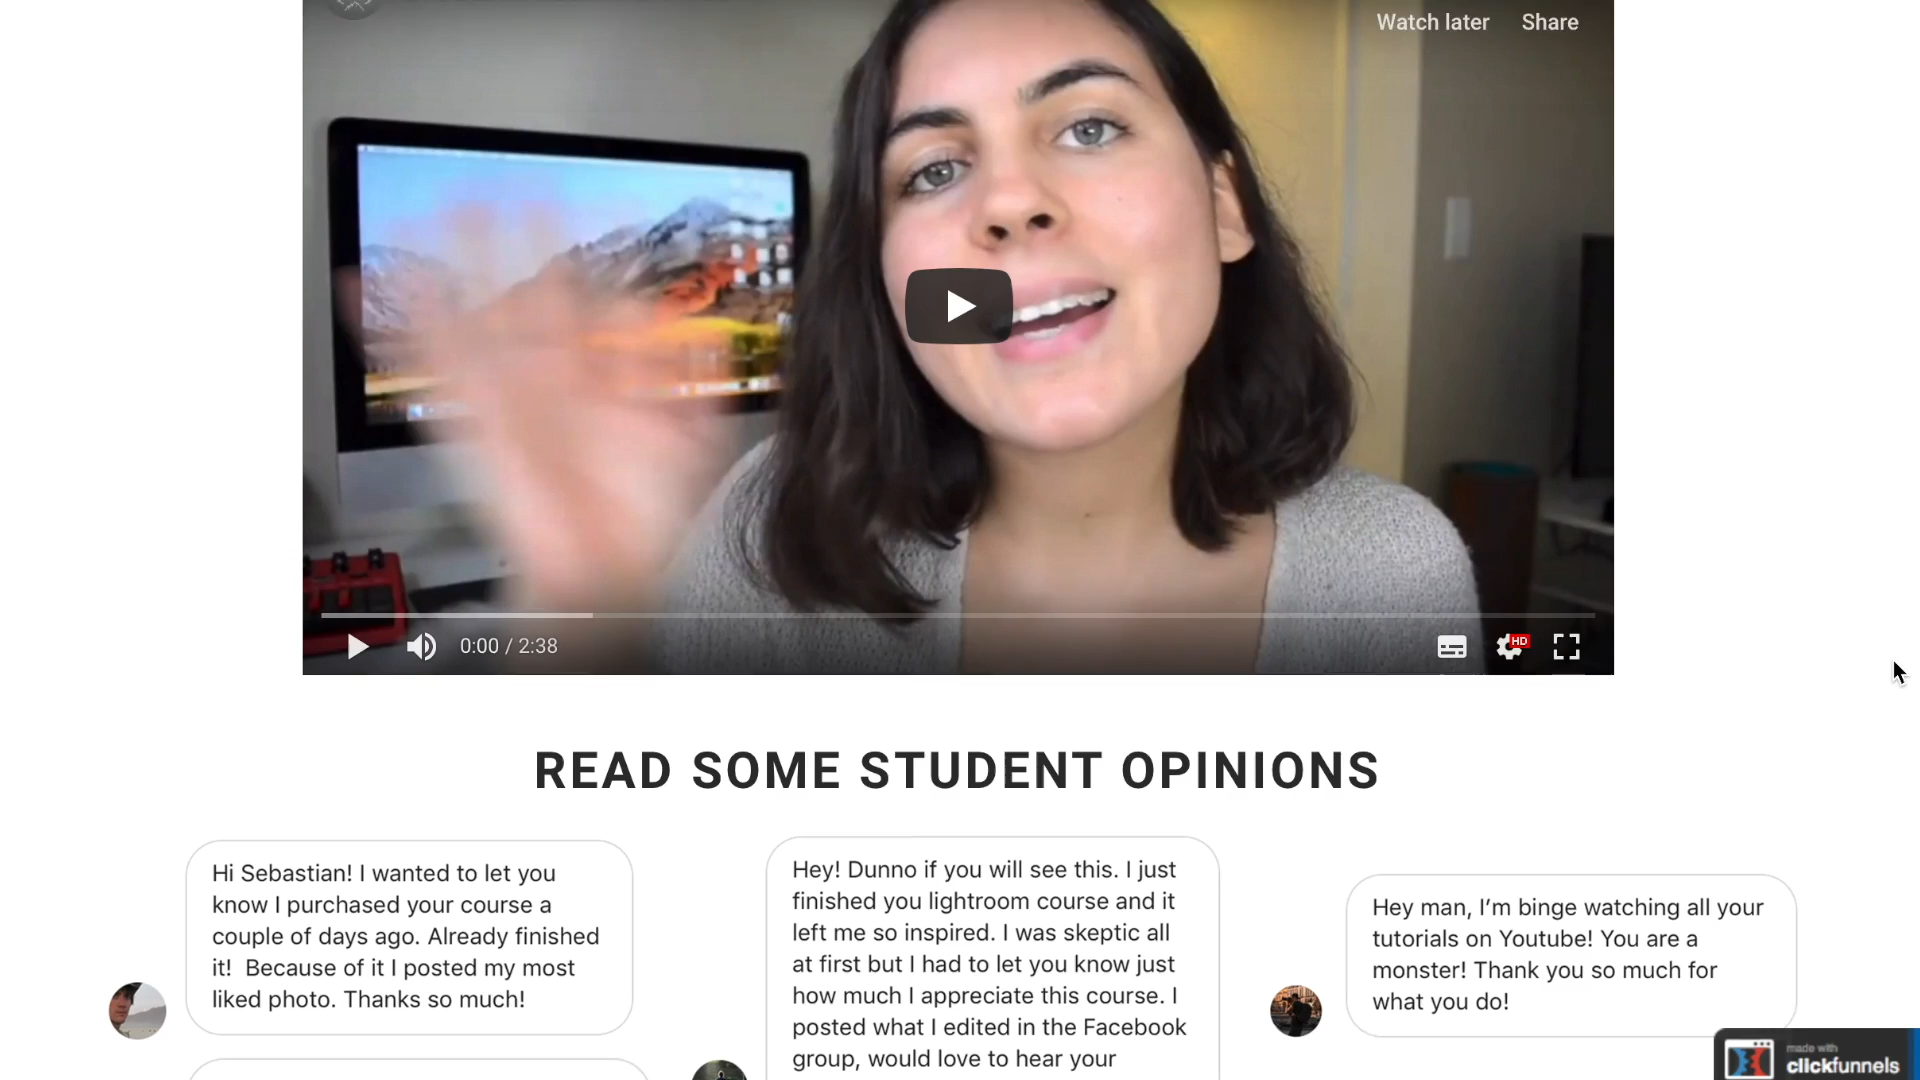 Watch later Share
0:00 / 2:38
HD
READ SOME STUDENT OPINIONS
Hi Sebastian! I wanted to let you
know I purchased your course a
couple of days ago. Already finished
it!  Because of it I posted my most
liked photo. Thanks so much!
Hey! Dunno if you will see this. I just
finished you lightroom course and it
left me so inspired. I was skeptic all
at first but I had to let you know just
how much I appreciate this course. I
posted what I edited in the Facebook
group, would love to hear your
Hey man, I’m binge watching all your
tutorials on Youtube! You are a
monster! Thank you so much for
what you do!
made with
clickfunnels